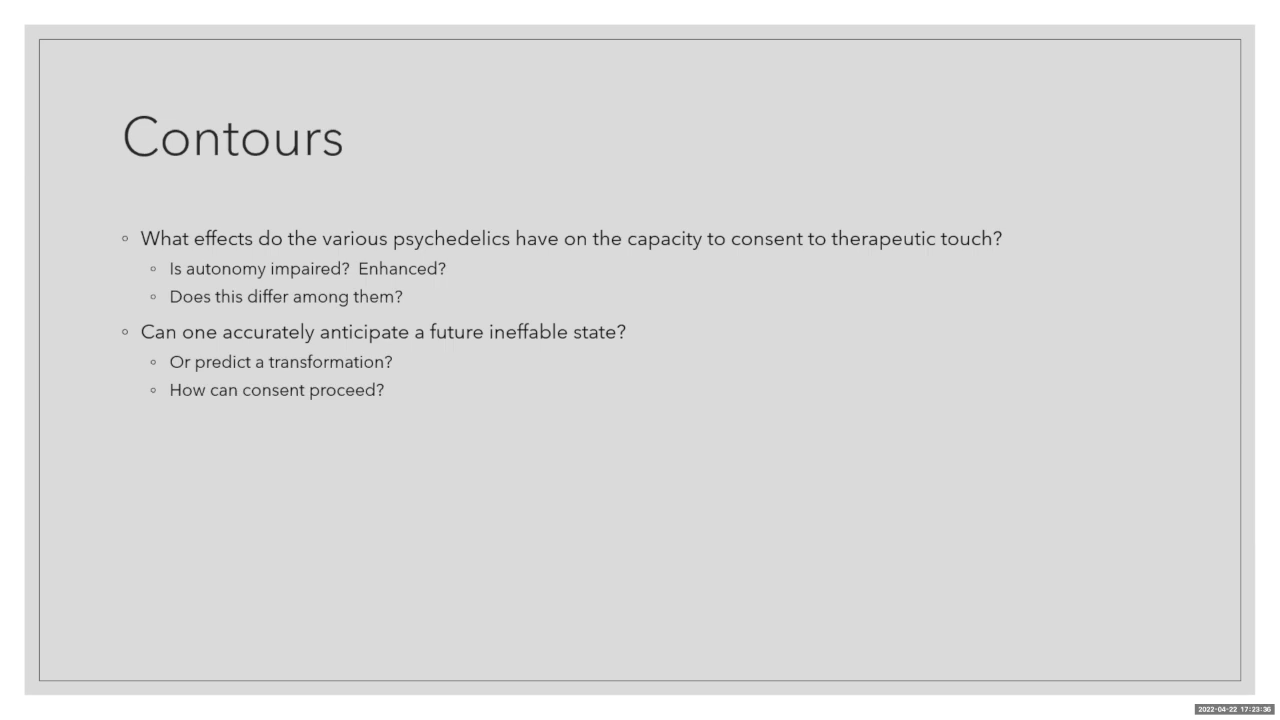 Contours
◦ What effects do the various psychedelics have on the capacity to consent to therapeutic touch?
◦ Is autonomy impaired?  Enhanced?
◦ Does this differ among them?
◦ Can one accurately anticipate a future ineffable state?
◦ Or predict a transformation?
◦ How can consent proceed?
2022-04-22 17:23:36